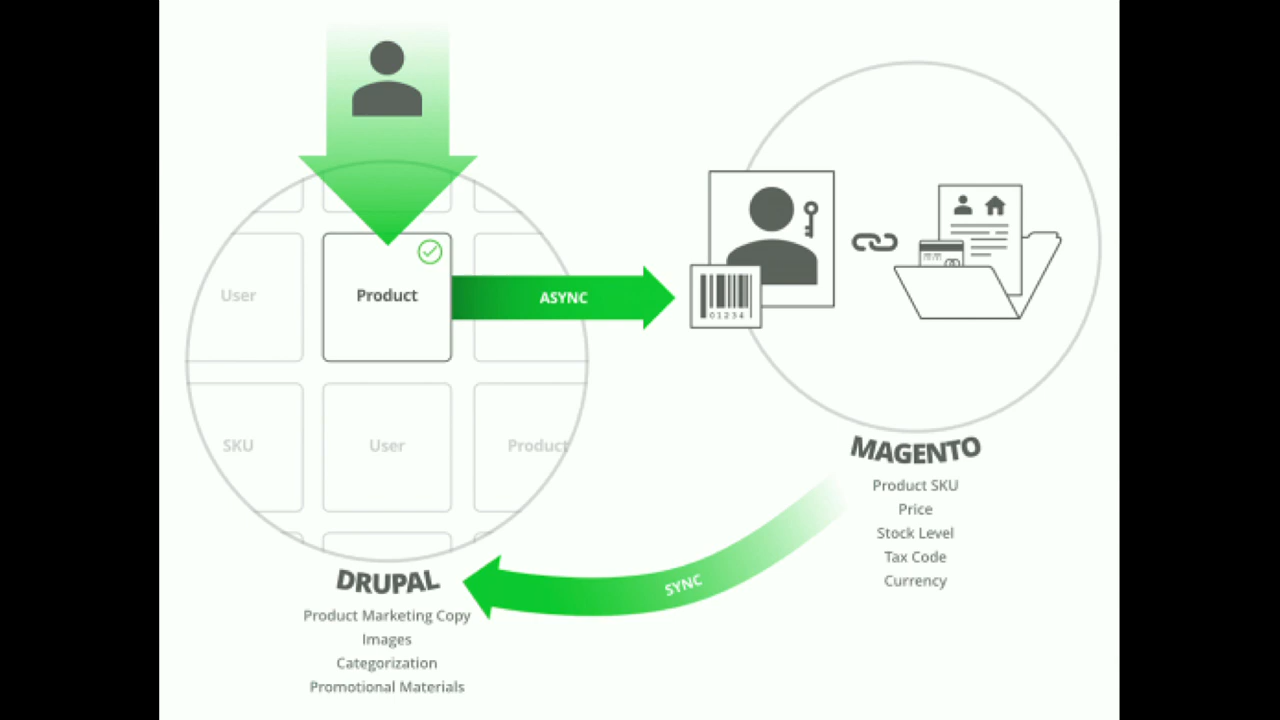 User
Product
ASYNC
01234
SKU
User
Product
MAGENTO
Product SKU
Price
Stock Level
Tax Code
Currency
SYNC
DRUPAL
Product Marketing Copy
Images
Categorization
Promotional Materials